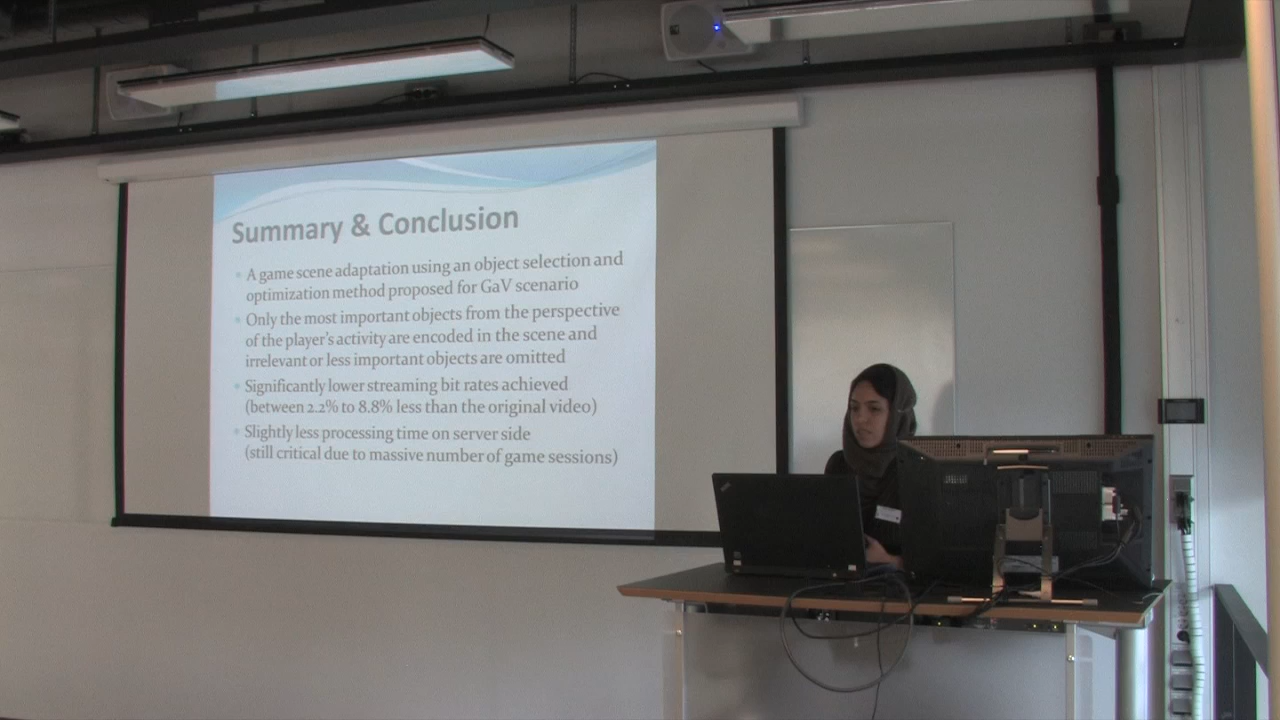 Summary & Conclusion
A game scene adaptation using an object selection and
optimization method proposed for GaV scenario
Only the most important objects from the perspective
of the player's activity are encoded in the scene and
irrelevant or less important objects are omitted
Significantly lower streaming bit rates achieved
(between 2.2% to 8.8% less than the original video)
Slightly less processing time on server side
(still critical due to massive number of game sessions)